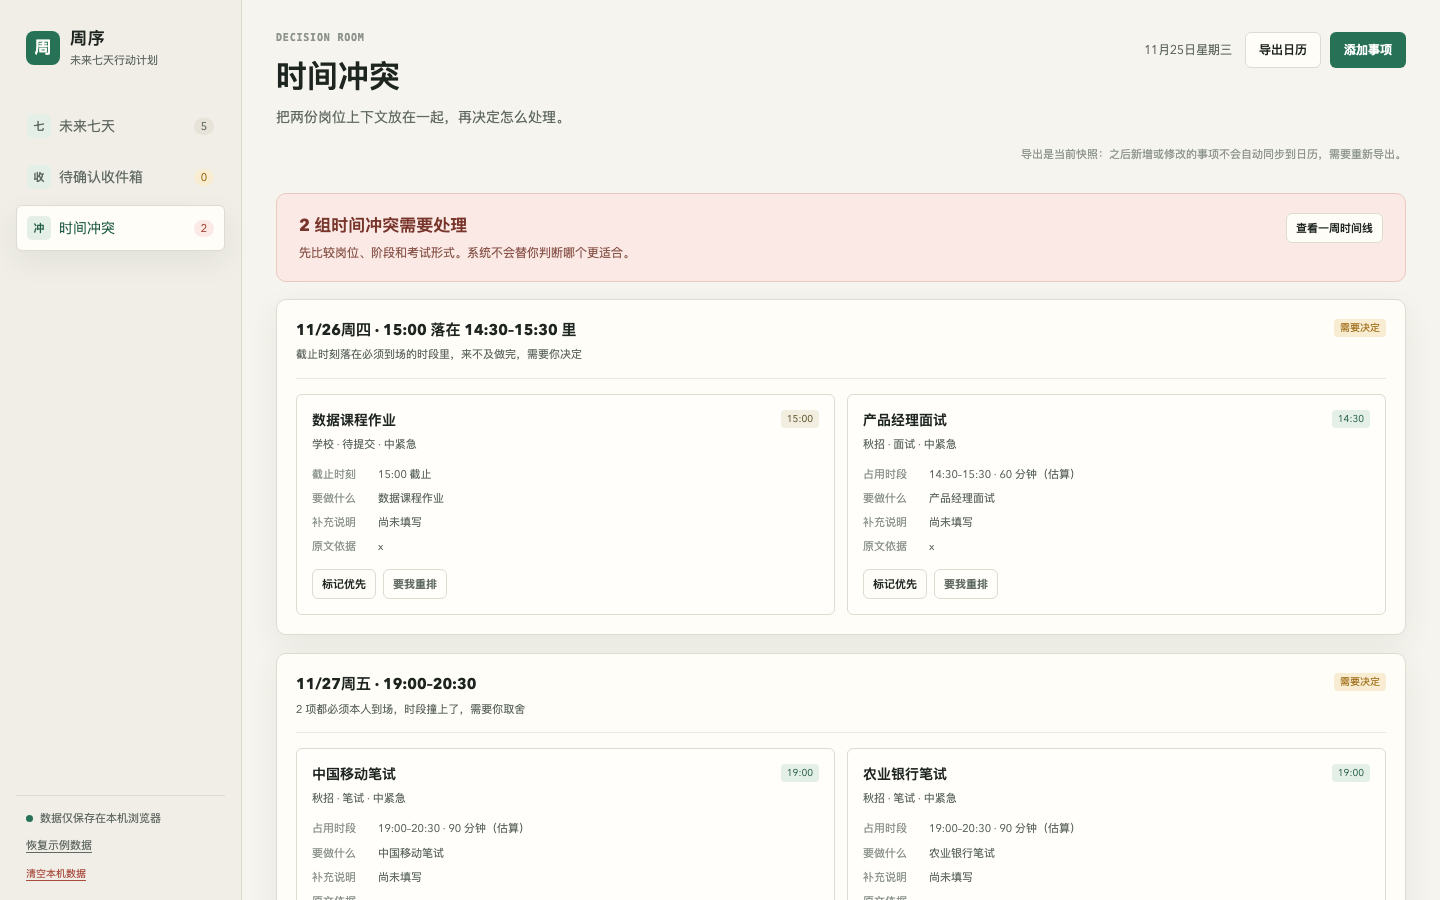 周
周序
未来七天行动计划
七 未来七天 5
收 待确认收件箱 0
冲 时间冲突 2
数据仅保存在本机浏览器
恢复示例数据
清空本机数据
DECISION ROOM
时间冲突
把两份岗位上下文放在一起，再决定怎么处理。
11月25日星期三
导出日历
添加事项
导出是当前快照：之后新增或修改的事项不会自动同步到日历，需要重新导出。
2 组时间冲突需要处理
先比较岗位、阶段和考试形式。系统不会替你判断哪个更适合。
查看一周时间线
11/26周四 · 15:00 落在 14:30-15:30 里
需要决定
截止时刻落在必须到场的时段里，来不及做完，需要你决定
数据课程作业
15:00
学校 · 待提交 · 中紧急
截止时刻 15:00 截止
要做什么 数据课程作业
补充说明 尚未填写
原文依据 x
标记优先
要我重排
产品经理面试
14:30
秋招 · 面试 · 中紧急
占用时段 14:30-15:30 · 60 分钟（估算）
要做什么 产品经理面试
补充说明 尚未填写
原文依据 x
标记优先
要我重排
11/27周五 · 19:00-20:30
需要决定
2 项都必须本人到场，时段撞上了，需要你取舍
中国移动笔试
19:00
秋招 · 笔试 · 中紧急
占用时段 19:00-20:30 · 90 分钟（估算）
要做什么 中国移动笔试
补充说明 尚未填写
农业银行笔试
19:00
秋招 · 笔试 · 中紧急
占用时段 19:00-20:30 · 90 分钟（估算）
要做什么 农业银行笔试
补充说明 尚未填写